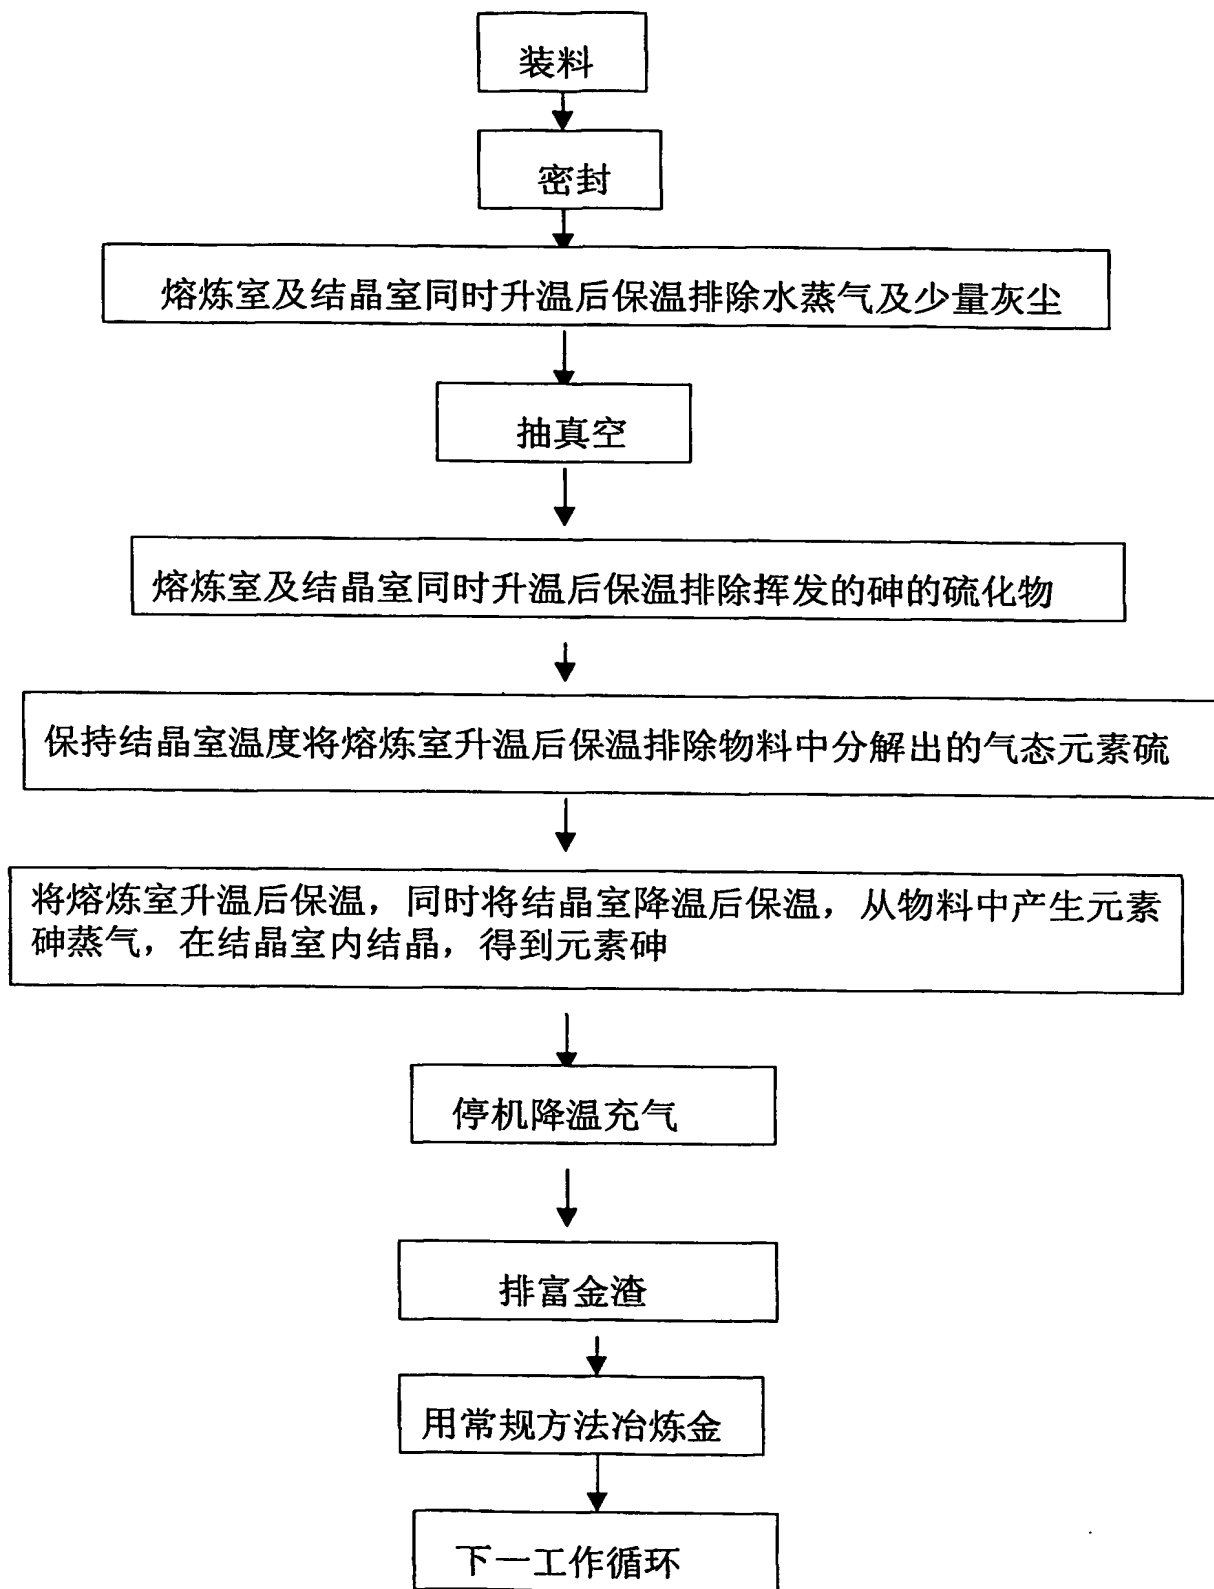 装料
密封
熔炼室及结晶室同时升温后保温排除水蒸气及少量灰尘
抽真空
熔炼室及结晶室同时升温后保温排除挥发的砷的硫化物
保持结晶室温度将熔炼室升温后保温排除物料中分解出的气态元素硫
将熔炼室升温后保温，同时将结晶室降温后保温，从物料中产生元素
砷蒸气，在结晶室内结晶，得到元素砷
停机降温充气
排富金渣
用常规方法冶炼金
下一工作循环